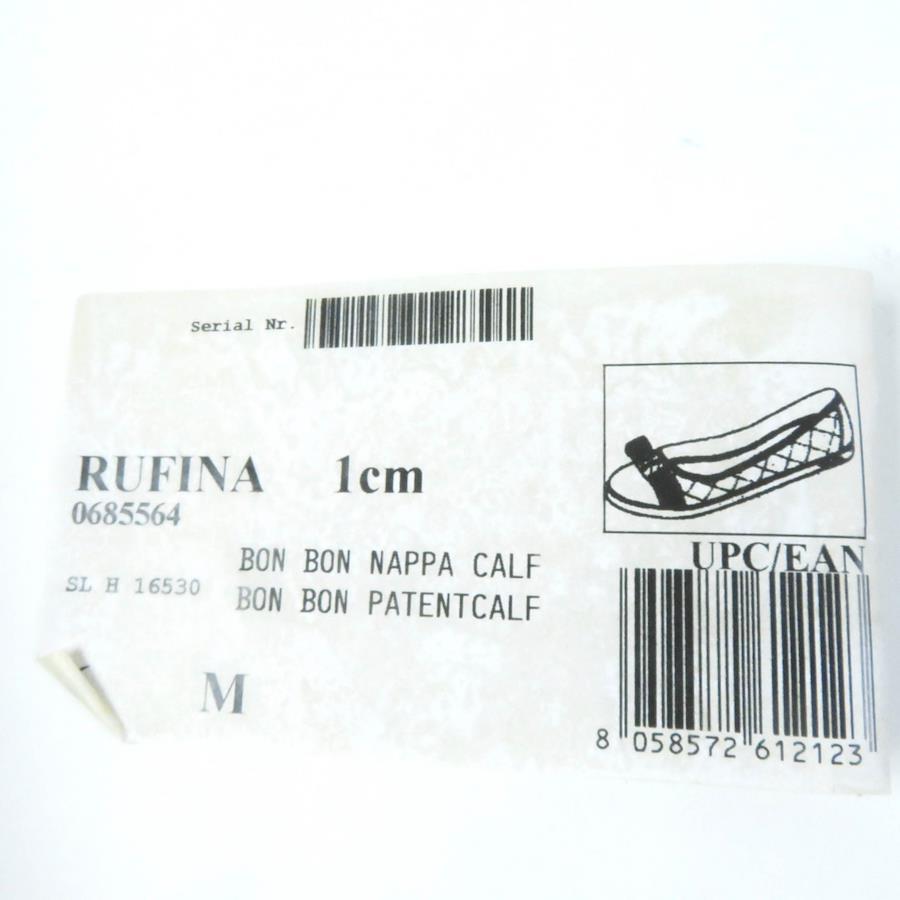 Serial Nr.
RUFINA 1cm
0685564
BON BON NAPPA CALF
SL H 16530
BON BON PATENTCALF
M
UPC/EAN
8 058572 612123